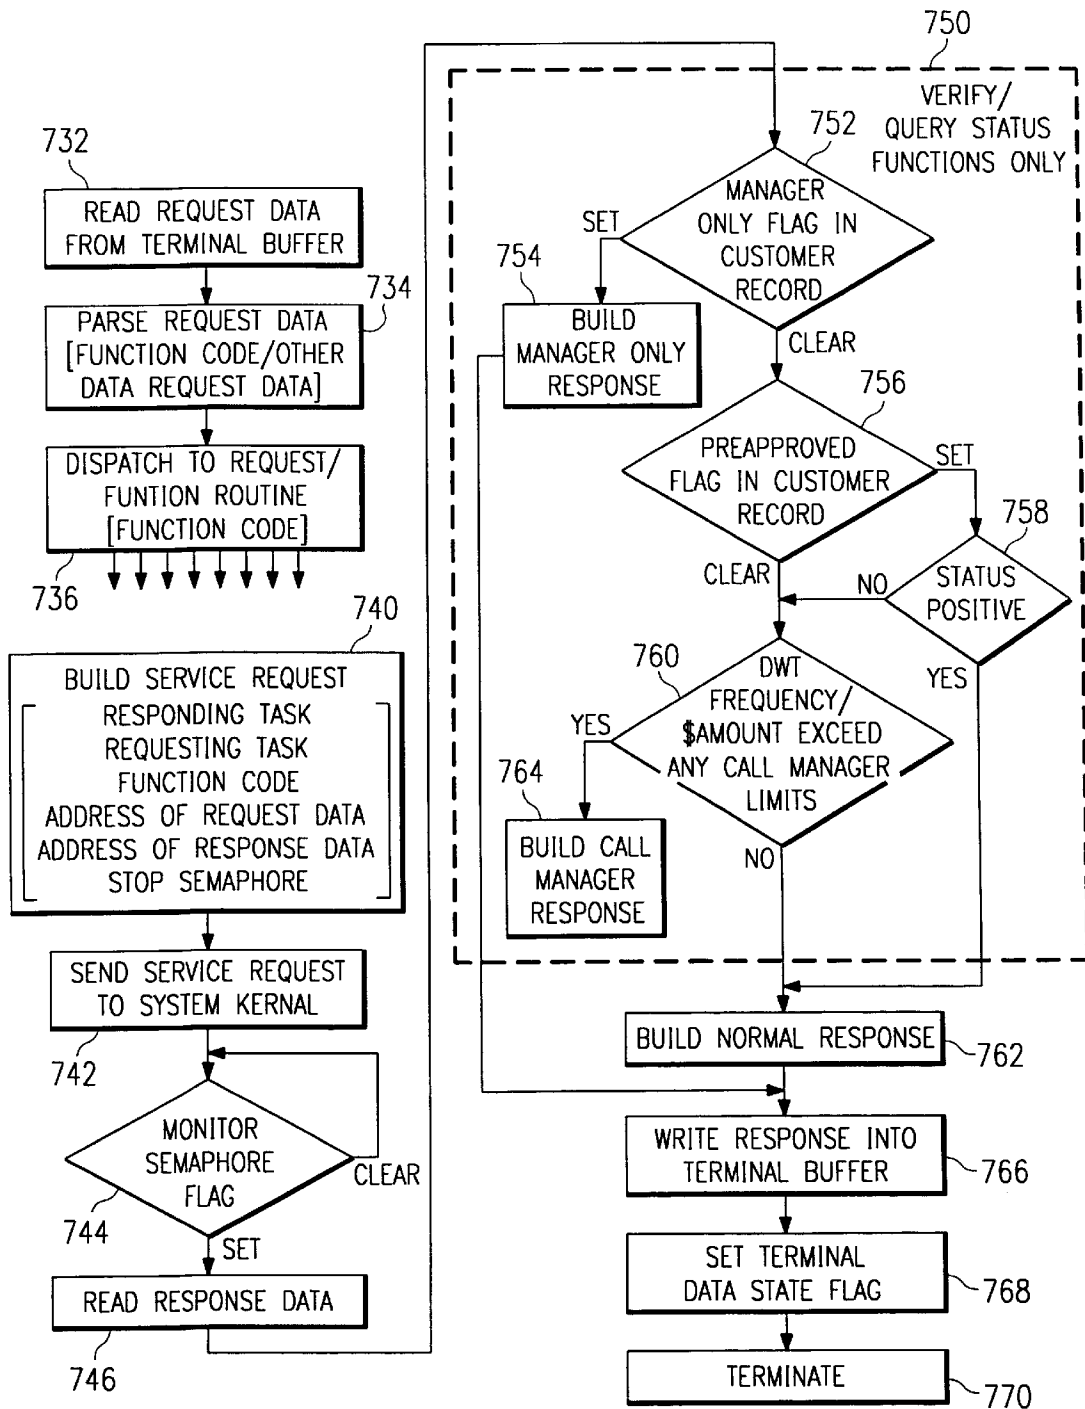 732
READ REQUEST DATA
FROM TERMINAL BUFFER
734
PARSE REQUEST DATA
[FUNCTION CODE/OTHER
DATA REQUEST DATA]
DISPATCH TO REQUEST/
FUNTION ROUTINE
[FUNCTION CODE]
736
740
BUILD SERVICE REQUEST
RESPONDING TASK
REQUESTING TASK
FUNCTION CODE
ADDRESS OF REQUEST DATA
ADDRESS OF RESPONSE DATA
STOP SEMAPHORE
SEND SERVICE REQUEST
TO SYSTEM KERNAL
742
MONITOR
SEMAPHORE
FLAG
CLEAR
744
SET
READ RESPONSE DATA
746
750
VERIFY/
QUERY STATUS
FUNCTIONS ONLY
752
MANAGER
ONLY FLAG IN
CUSTOMER
RECORD
SET
754
BUILD
MANAGER ONLY
RESPONSE
CLEAR
756
PREAPPROVED
FLAG IN CUSTOMER
RECORD
SET
758
STATUS
POSITIVE
CLEAR
NO
YES
760
DWT
FREQUENCY/
$AMOUNT EXCEED
ANY CALL MANAGER
LIMITS
YES
764
BUILD CALL
MANAGER
RESPONSE
NO
BUILD NORMAL RESPONSE
762
WRITE RESPONSE INTO
TERMINAL BUFFER
766
SET TERMINAL
DATA STATE FLAG
768
TERMINATE
770